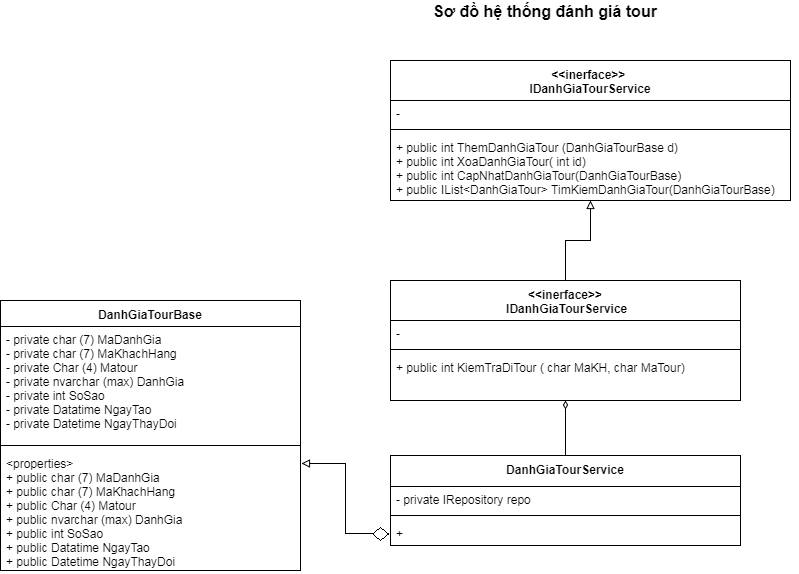 Sơ đồ hệ thống đánh giá tour
<<inerface>>
IDanhGiaTourService
-
+ public int ThemDanhGiaTour (DanhGiaTourBase d)
+ public int XoaDanhGiaTour( int id)
+ public int CapNhatDanhGiaTour(DanhGiaTourBase)
+ public IList<DanhGiaTour> TimKiemDanhGiaTour(DanhGiaTourBase)
<<inerface>>
IDanhGiaTourService
-
+ public int KiemTraDiTour ( char MaKH, char MaTour)
DanhGiaTourBase
- private char (7) MaDanhGia
- private char (7) MaKhachHang
- private Char (4) Matour
- private nvarchar (max) DanhGia
- private int SoSao
- private Datatime NgayTao
- private Datetime NgayThayDoi
<properties>
+ public char (7) MaDanhGia
+ public char (7) MaKhachHang
+ public Char (4) Matour
+ public nvarchar (max) DanhGia
+ public int SoSao
+ public Datatime NgayTao
+ public Datetime NgayThayDoi
DanhGiaTourService
- private IRepository repo
+